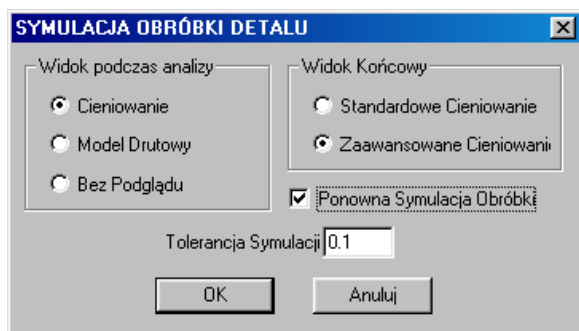 SYMULACJA OBRÓBKI DETALU
Widok podczas analizy
Cieniowanie
Model Drutowy
Bez Podglądu
Widok Końcowy
Standardowe Cieniowanie
Zaawansowane Cieniowani
Ponowna Symulacja Obróbki
Tolerancja Symulacji 0.1
OK Anuluj